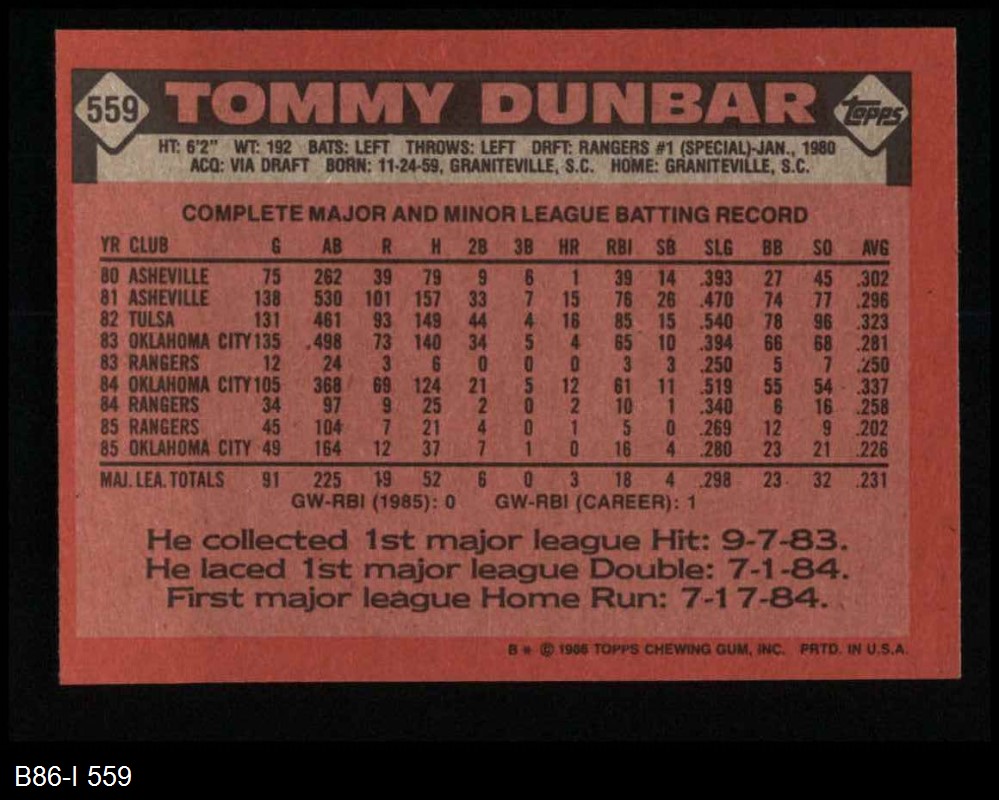 559 TOMMY DUNBAR Topps
HT: 6'2" WT: 192 BATS: LEFT THROWS: LEFT DRFT: RANGERS #1 (SPECIAL)-JAN., 1980
ACQ: VIA DRAFT BORN: 11-24-59, GRANITEVILLE, S.C. HOME: GRANITEVILLE, S.C.
COMPLETE MAJOR AND MINOR LEAGUE BATTING RECORD
YR CLUB G AB R H 2B 3B HR RBI SB SLG BB SO AVG
80 ASHEVILLE 75 262 39 79 9 6 1 39 14 .393 27 45 .302
81 ASHEVILLE 138 530 101 157 33 7 15 76 26 .470 74 77 .296
82 TULSA 131 461 93 149 44 4 16 85 15 .540 78 96 .323
83 OKLAHOMA CITY 135 498 73 140 34 5 4 65 10 .394 66 68 .281
83 RANGERS 12 24 3 6 0 0 0 3 3 .250 5 7 .250
84 OKLAHOMA CITY 105 368 69 124 21 5 12 61 11 .519 55 54 .337
84 RANGERS 34 97 9 25 2 0 2 10 1 .340 6 16 .258
85 RANGERS 45 104 7 21 4 0 1 5 0 .269 12 9 .202
85 OKLAHOMA CITY 49 164 12 37 7 1 0 16 4 .280 23 21 .226
MAJ. LEA. TOTALS 91 225 19 52 6 0 3 18 4 .298 23 32 .231
GW-RBI (1985): 0 GW-RBI (CAREER): 1
He collected 1st major league Hit: 9-7-83.
He laced 1st major league Double: 7-1-84.
First major league Home Run: 7-17-84.
B* © 1986 TOPPS CHEWING GUM, INC. PRTD. IN U.S.A.
B86-I 559